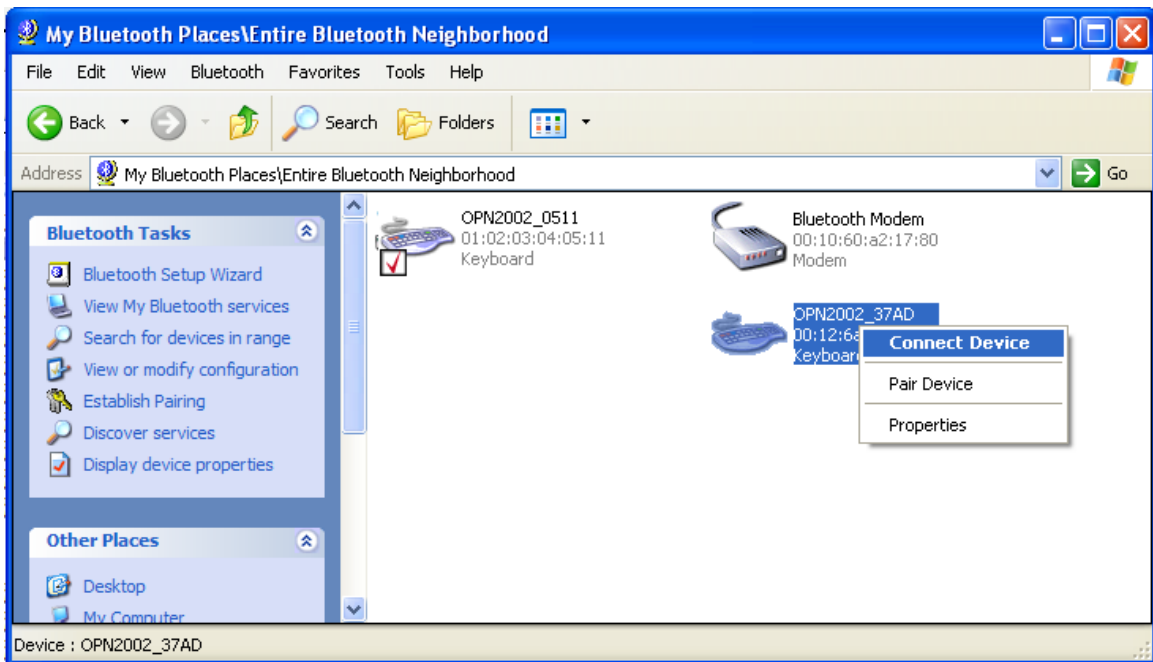 My Bluetooth Places\Entire Bluetooth Neighborhood
File Edit View Bluetooth Favorites Tools Help
Back Search Folders
Address My Bluetooth Places\Entire Bluetooth Neighborhood Go
Bluetooth Tasks
Bluetooth Setup Wizard
View My Bluetooth services
Search for devices in range
View or modify configuration
Establish Pairing
Discover services
Display device properties
Other Places
Desktop
My Computer
OPN2002_0511
01:02:03:04:05:11
Keyboard
Bluetooth Modem
00:10:60:a2:17:80
Modem
OPN2002_37AD
00:12:6a
Keyboar
Connect Device
Pair Device
Properties
Device : OPN2002_37AD